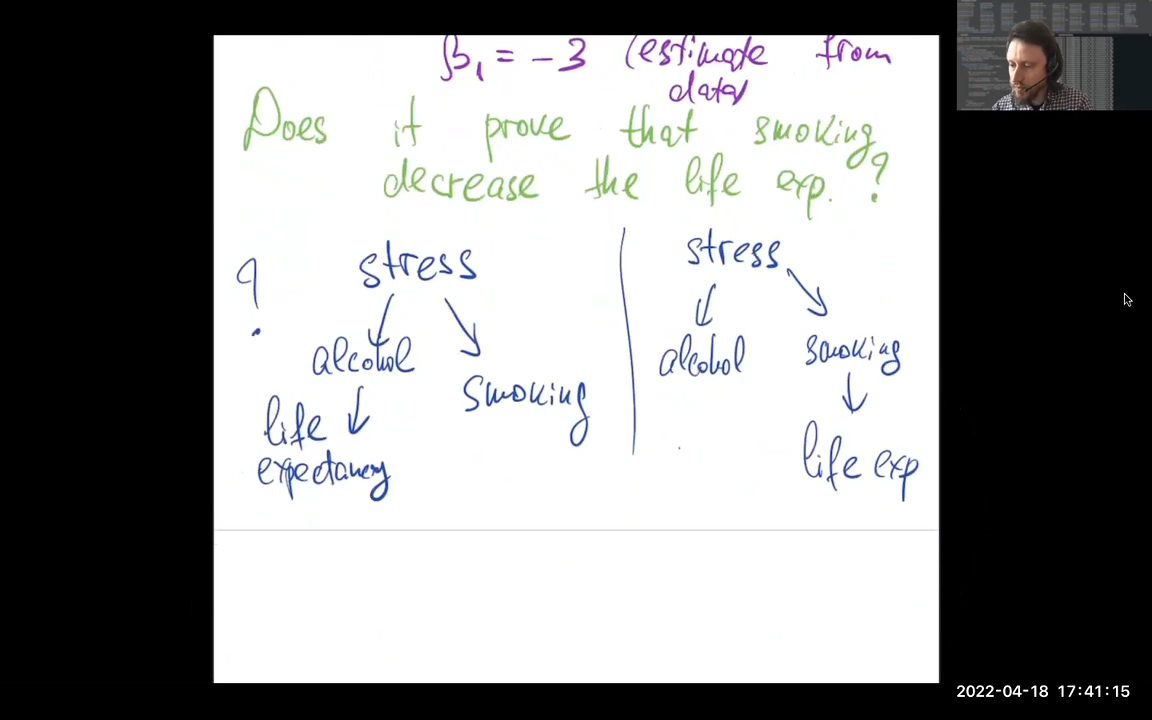 β₁ = -3 (estimate from
data)
Does it prove that smoking
decrease the life exp. ?
?
stress
alcohol
smoking
life
expectancy
stress
alcohol
smoking
life exp
2022-04-18 17:41:15